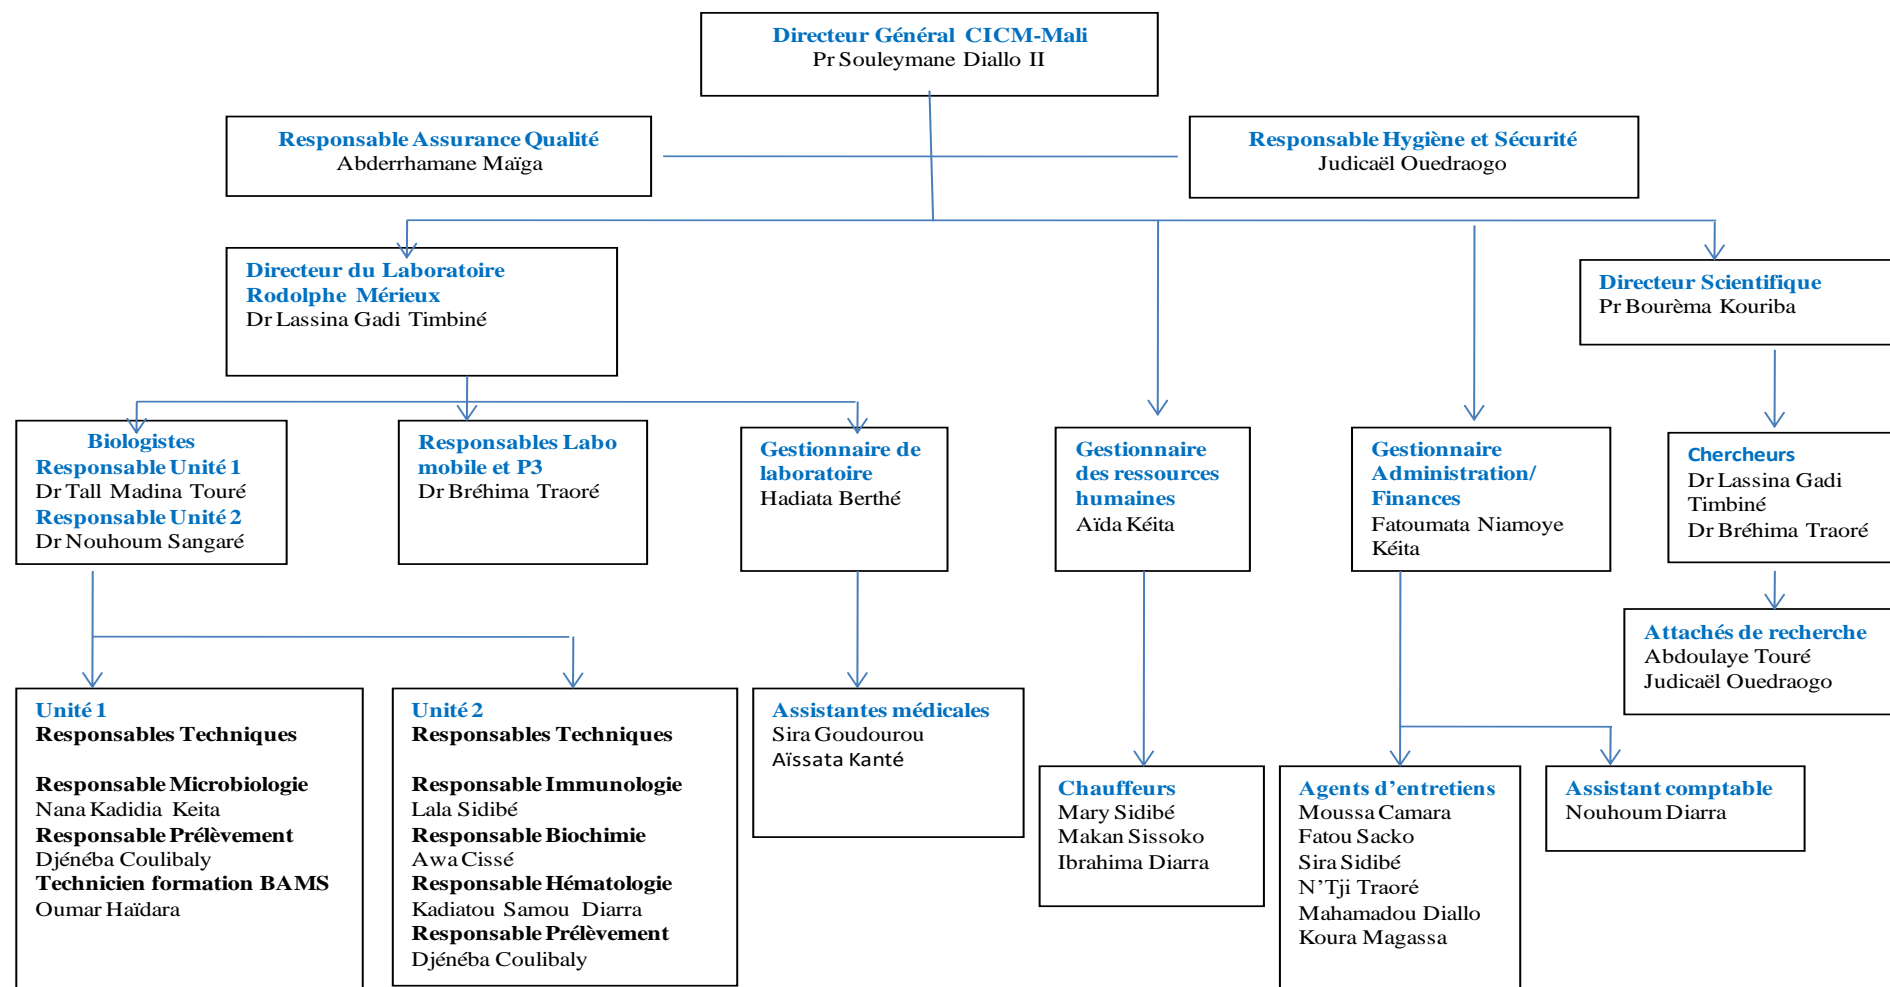 Directeur Général CICM-Mali
Pr Souleymane Diallo II
Responsable Assurance Qualité
Abderrhamane Maïga
Responsable Hygiène et Sécurité
Judicaël Ouedraogo
Directeur du Laboratoire
Rodolphe Mérieux
Dr Lassina Gadi Timbiné
Directeur Scientifique
Pr Bourèma Kouriba
Biologistes
Responsable Unité 1
Dr Tall Madina Touré
Responsable Unité 2
Dr Nouhoum Sangaré
Responsables Labo
mobile et P3
Dr Bréhima Traoré
Gestionnaire de
laboratoire
Hadiata Berthé
Gestionnaire
des ressources
humaines
Aïda Kéita
Gestionnaire
Administration/
Finances
Fatoumata Niamoye
Kéita
Chercheurs
Dr Lassina Gadi
Timbiné
Dr Bréhima Traoré
Attachés de recherche
Abdoulaye Touré
Judicaël Ouedraogo
Unité 1
Responsables Techniques
Responsable Microbiologie
Nana Kadidia Keita
Responsable Prélèvement
Djénéba Coulibaly
Technicien formation BAMS
Oumar Haïdara
Unité 2
Responsables Techniques
Responsable Immunologie
Lala Sidibé
Responsable Biochimie
Awa Cissé
Responsable Hématologie
Kadiatou Samou Diarra
Responsable Prélèvement
Djénéba Coulibaly
Assistantes médicales
Sira Goudourou
Aïssata Kanté
Chauffeurs
Mary Sidibé
Makan Sissoko
Ibrahima Diarra
Agents d’entretiens
Moussa Camara
Fatou Sacko
Sira Sidibé
N’Tji Traoré
Mahamadou Diallo
Koura Magassa
Assistant comptable
Nouhoum Diarra